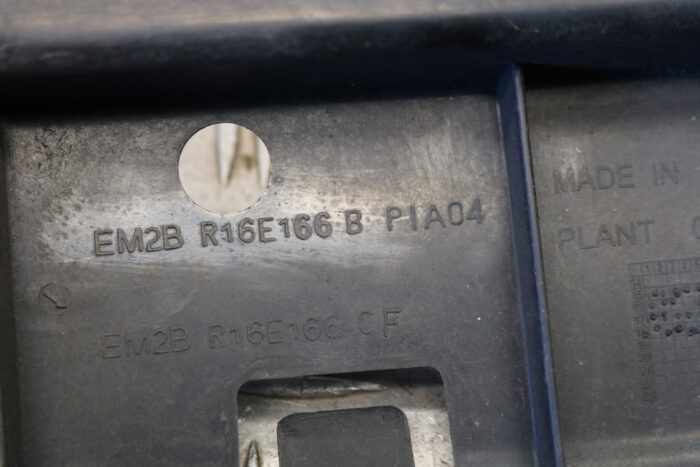 EM2B R16E166 B PIA04
EM2B R16E166 CF
MADE IN
PLANT